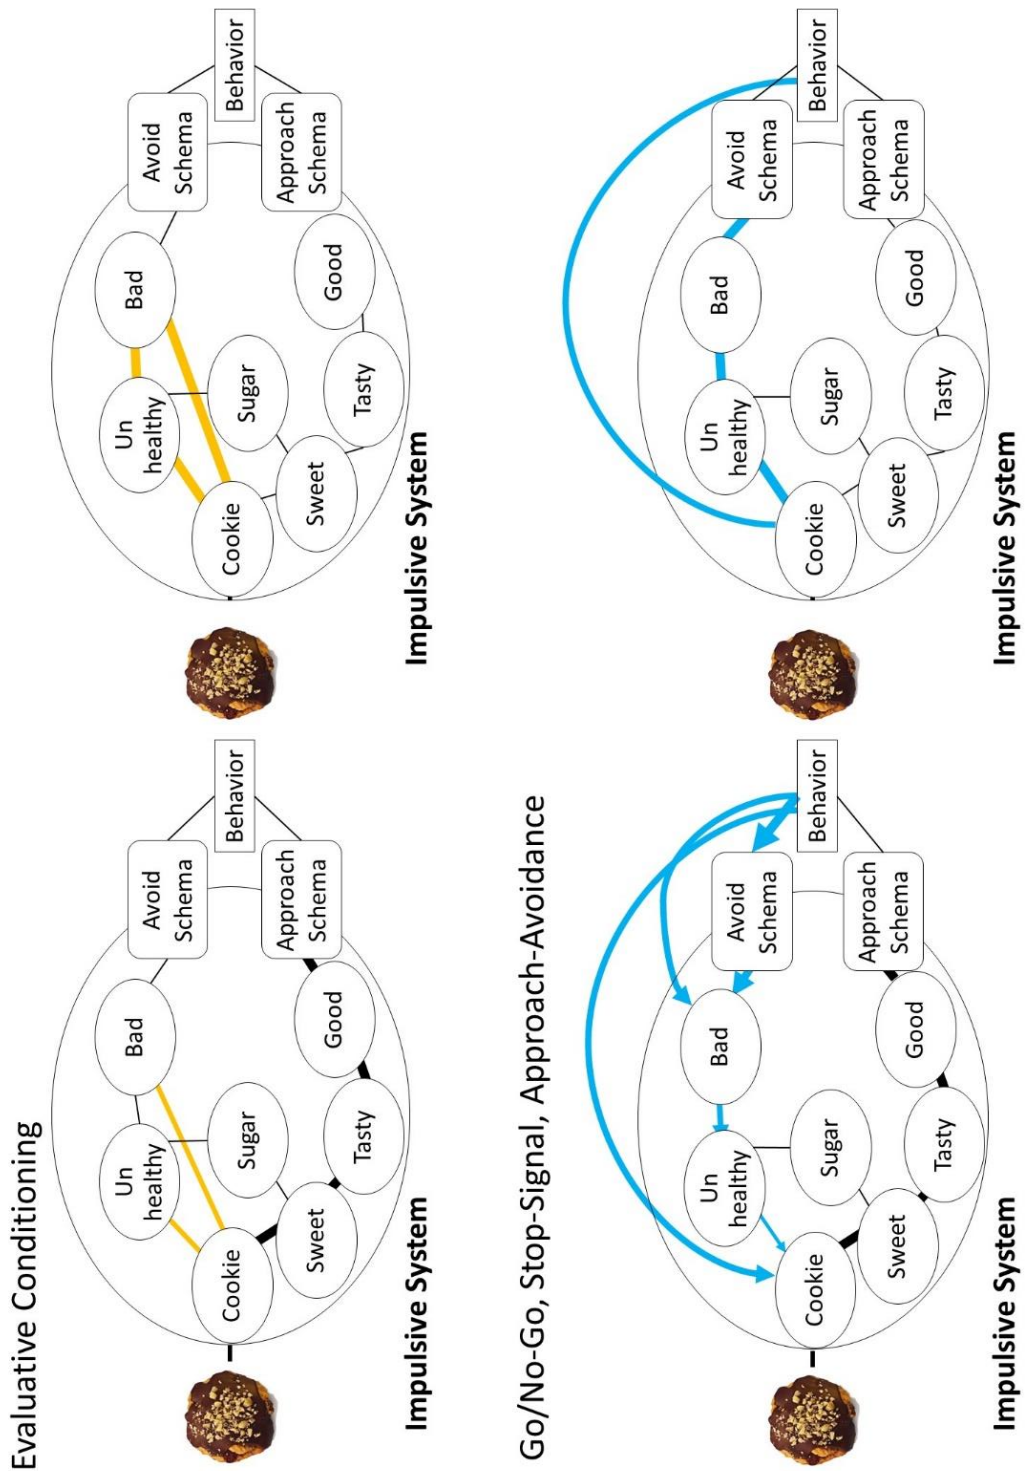 Evaluative Conditioning
Un
healthy
Bad
Avoid
Schema
Cookie
Sugar
Behavior
Sweet
Tasty
Good
Approach
Schema
Impulsive System
Un
healthy
Bad
Avoid
Schema
Cookie
Sugar
Behavior
Sweet
Tasty
Good
Approach
Schema
Impulsive System
Go/No-Go, Stop-Signal, Approach-Avoidance
Un
healthy
Bad
Avoid
Schema
Cookie
Sugar
Behavior
Sweet
Tasty
Good
Approach
Schema
Impulsive System
Un
healthy
Bad
Avoid
Schema
Cookie
Sugar
Behavior
Sweet
Tasty
Good
Approach
Schema
Impulsive System